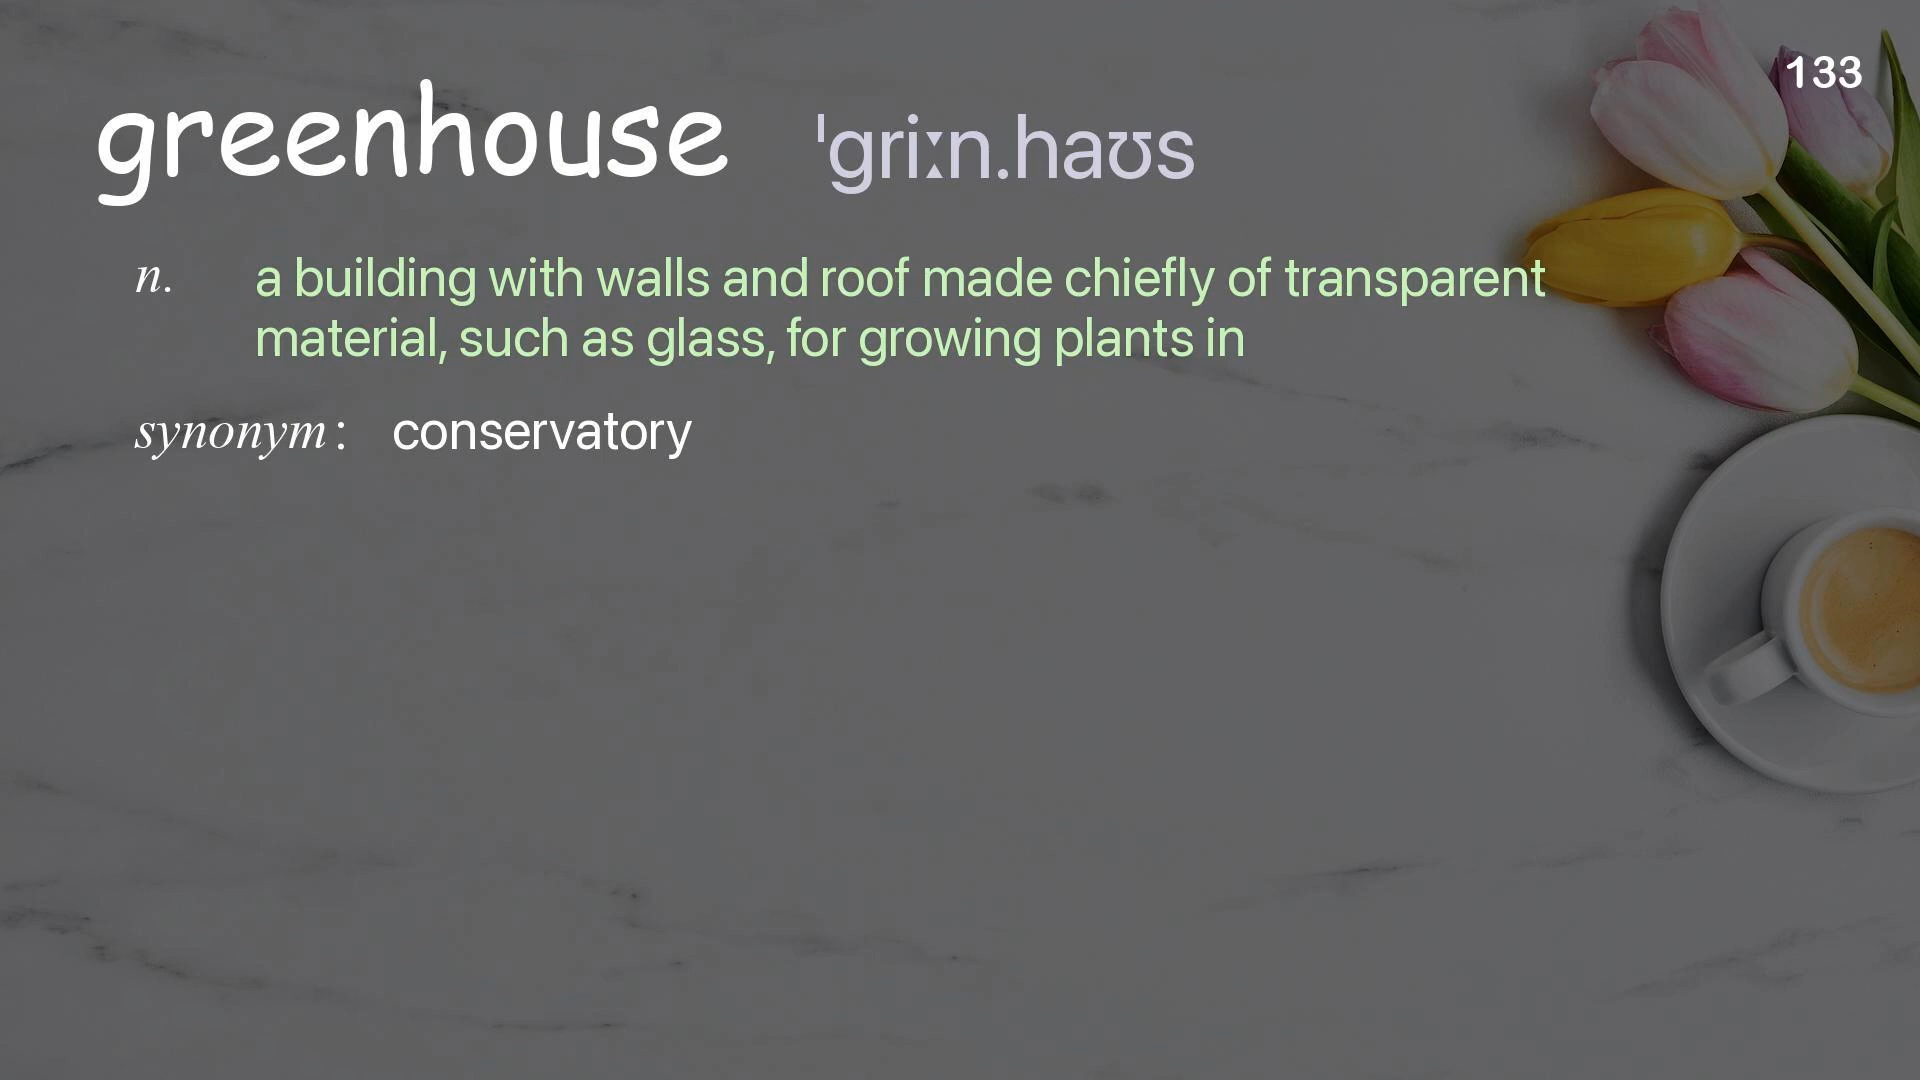 133
greenhouse ˈɡriːn.haʊs
n. a building with walls and roof made chiefly of transparent
material, such as glass, for growing plants in
synonym: conservatory